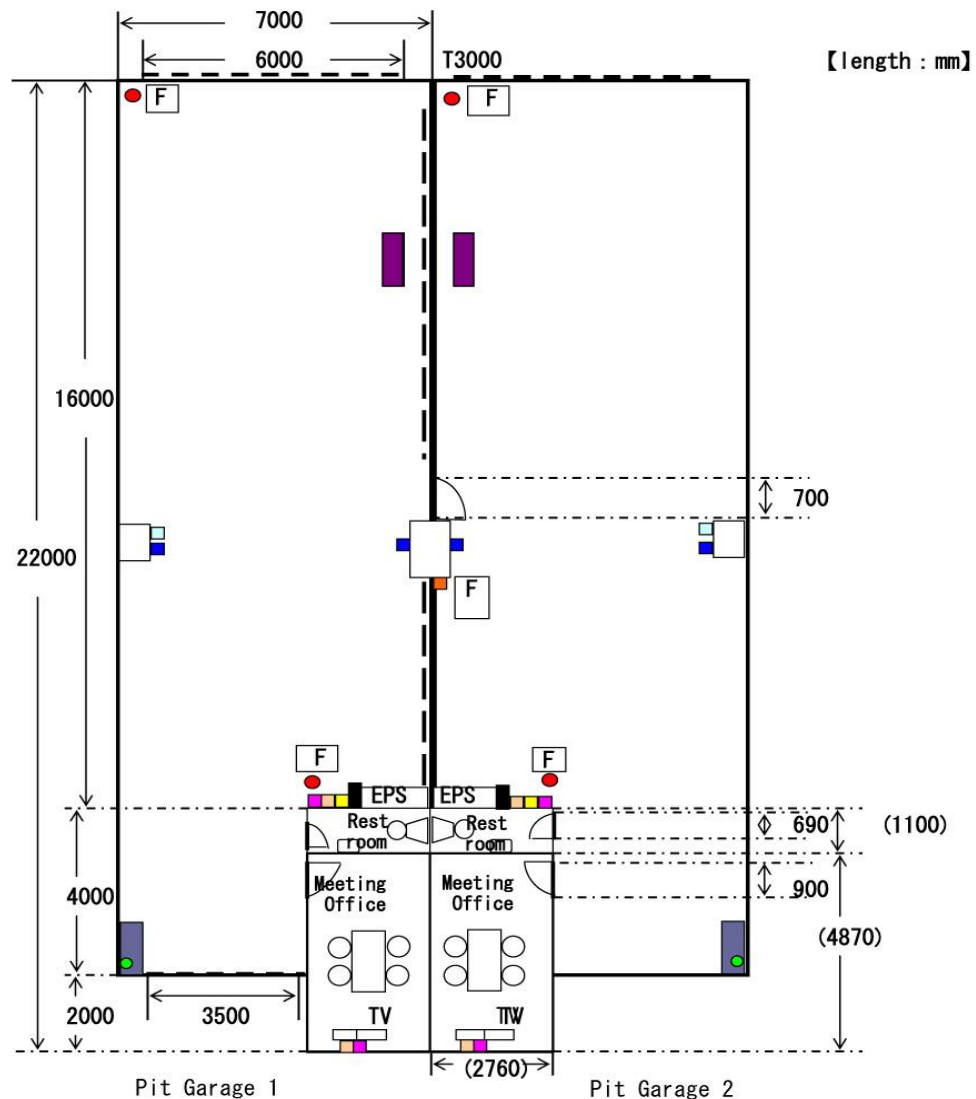 7000
6000
T3000
【length : mm】
F
F
16000
700
22000
F
F
F
EPS
EPS
Rest
room
Rest
room
690
(1100)
4000
Meeting
Office
Meeting
Office
900
(4870)
2000
3500
TV
(2760)
Pit Garage 1
Pit Garage 2